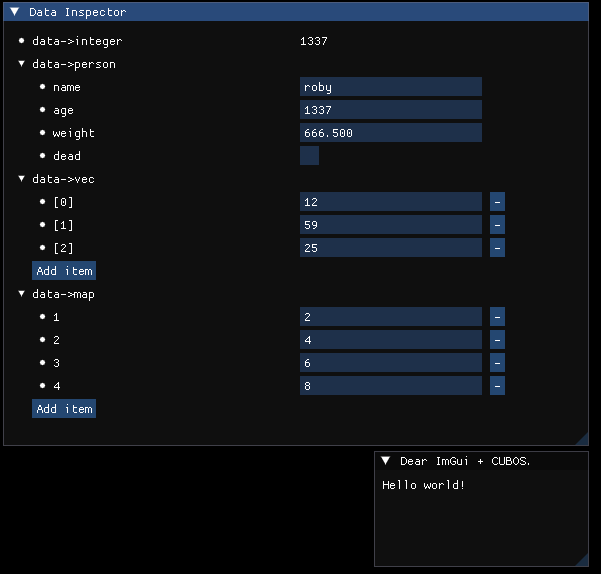 Data Inspector
data->integer 1337
data->person
name roby
age 1337
weight 666.500
dead
data->vec
[0] 12 -
[1] 59 -
[2] 25 -
Add item
data->map
1 2 -
2 4 -
3 6 -
4 8 -
Add item
Dear ImGui + CUBOS.
Hello world!